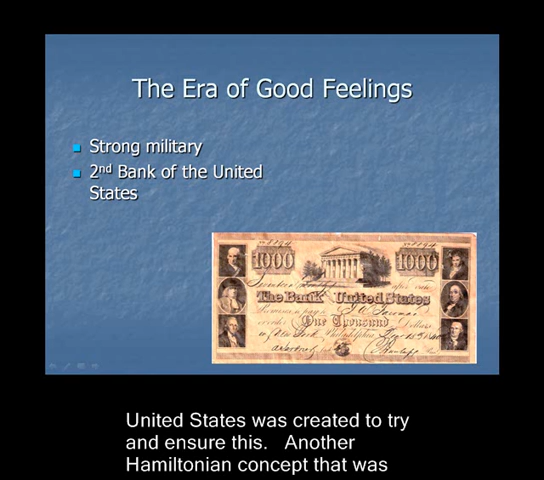 The Era of Good Feelings
Strong military
2nd Bank of the United
States
1000 1000
The Bank United States
One Thousand Dollars
United States was created to try
and ensure this. Another
Hamiltonian concept that was